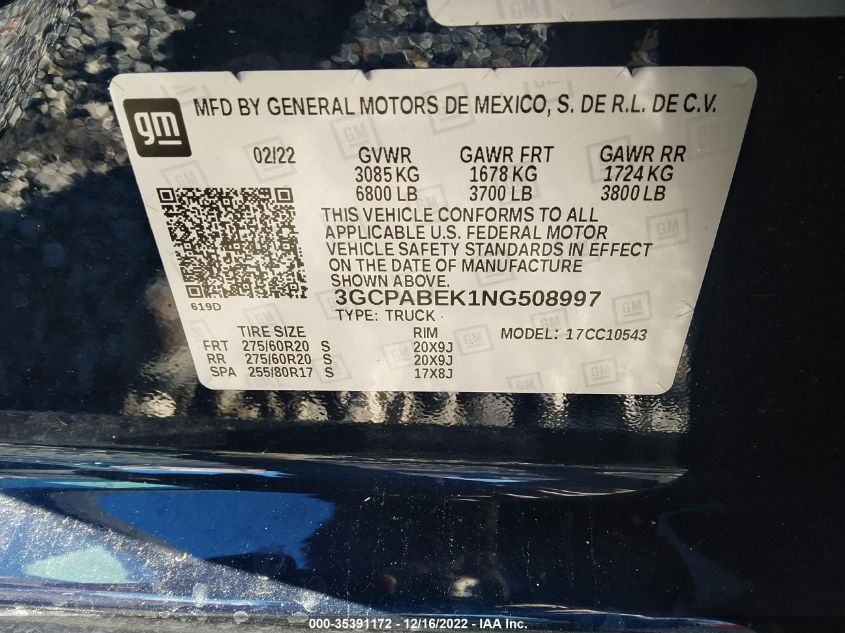 gm MFD BY GENERAL MOTORS DE MEXICO, S. DE R.L. DE C.V.
02/22 GVWR GAWR FRT GAWR RR
3085 KG 1678 KG 1724 KG
6800 LB 3700 LB 3800 LB
THIS VEHICLE CONFORMS TO ALL
APPLICABLE U.S. FEDERAL MOTOR
VEHICLE SAFETY STANDARDS IN EFFECT
ON THE DATE OF MANUFACTURE
SHOWN ABOVE.
3GCPABEK1NG508997
619D
TYPE: TRUCK
TIRE SIZE RIM MODEL: 17CC10543
FRT 275/60R20 S 20X9J
RR 275/60R20 S 20X9J
SPA 255/80R17 S 17X8J
000-35391172 - 12/16/2022 - IAA Inc.